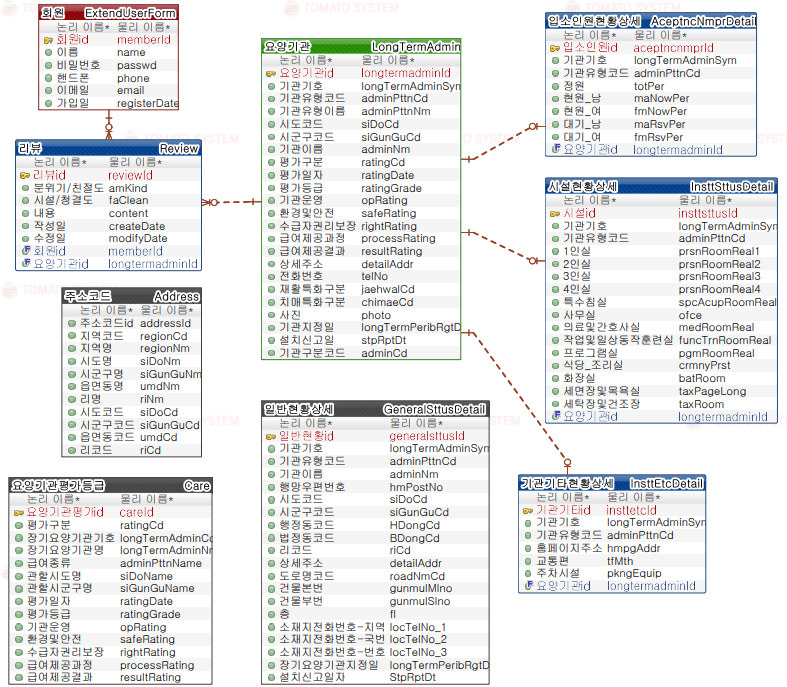 회원 ExtendUserForm
논리 이름* 물리 이름*
회원id memberId
이름 name
비밀번호 passwd
핸드폰 phone
이메일 email
가입일 registerDate
리뷰 Review
논리 이름* 물리 이름*
리뷰id reviewId
분위기/친절도 amKind
시설/청결도 faClean
내용 content
작성일 createDate
수정일 modifyDate
회원id memberId
요양기관id longtermadminId
주소코드 Address
논리 이름* 물리 이름*
주소코드id addressId
지역코드 regionCd
지역명 regionNm
시도명 siDoNm
시군구명 siGunGuNm
읍면동명 umdNm
리명 riNm
시도코드 siDoCd
시군구코드 siGunGuCd
읍면동코드 umdCd
리코드 riCd
요양기관평가등급 Care
논리 이름* 물리 이름*
요양기관평가id careId
평가구분 ratingCd
장기요양기관기호 longTermAdminCd
장기요양기관명 longTermAdminNm
급여종류 adminPttnName
관할시도명 siDoName
관할시군구명 siGunGuName
평가일자 ratingDate
평가등급 ratingGrade
기관운영 opRating
환경및안전 safeRating
수급자권리보장 rightRating
급여제공과정 processRating
급여제공결과 resultRating
요양기관 LongTermAdmin
논리 이름* 물리 이름*
요양기관id longtermadminId
기관기호 longTermAdminSym
기관유형코드 adminPttnCd
기관유형이름 adminPttnNm
시도코드 siDoCd
시군구코드 siGunGuCd
기관이름 adminNm
평가구분 ratingCd
평가일자 ratingDate
평가등급 ratingGrade
기관운영 opRating
환경및안전 safeRating
수급자권리보장 rightRating
급여제공과정 processRating
급여제공결과 resultRating
상세주소 detailAddr
전화번호 telNo
재활특화구분 jaehwalCd
치매특화구분 chimaeCd
사진 photo
기관지정일 longTermPeribRgtD
설치신고일 stpRptDt
기관구분코드 adminCd
일반현황상세 GeneralSttusDetail
논리 이름* 물리 이름*
일반현황id generalsttusId
기관기호 longTermAdminSym
기관유형코드 adminPttnCd
기관이름 adminNm
행망우편번호 hmPostNo
시도코드 siDoCd
시군구코드 siGunGuCd
행정동코드 HDongCd
법정동코드 BDongCd
리코드 riCd
상세주소 detailAddr
도로명코드 roadNmCd
건물본번 gunmulMlno
건물부번 gunmulSlno
층 fl
소재지전화번호-지역 locTelNo_1
소재지전화번호-국번 locTelNo_2
소재지전화번호-번호 locTelNo_3
장기요양기관지정일 longTermPeribRgtD
설치신고일자 StpRptDt
입소인원현황상세 AceptncNmprDetail
논리 이름* 물리 이름*
입소인원id aceptncnmprId
기관기호 longTermAdminSym
기관유형코드 adminPttnCd
정원 totPer
현원_남 maNowPer
현원_여 fmNowPer
대기_남 maRsvPer
대기_여 fmRsvPer
요양기관id longtermadminId
시설현황상세 InsttSttusDetail
논리 이름* 물리 이름*
시설id insttsttusId
기관기호 longTermAdminSym
기관유형코드 adminPttnCd
1인실 prsnRoomReal1
2인실 prsnRoomReal2
3인실 prsnRoomReal3
4인실 prsnRoomReal4
특수침실 spcAcupRoomReal
사무실 ofce
의료및간호사실 medRoomReal
작업및일상동작훈련실 funcTrnRoomReal
프로그램실 pgmRoomReal
식당_조리실 crmnyPrst
화장실 batRoom
세면장및목욕실 taxPageLong
세탁장및건조장 taxRoom
요양기관id longtermadminId
기관기타현황상세 InsttEtcDetail
논리 이름* 물리 이름*
기관기타id insttetcId
기관기호 longTermAdminSym
기관유형코드 adminPttnCd
홈페이지주소 hmpgAddr
교통편 tfMth
주차시설 pkngEquip
요양기관id longtermadminId
TOMATO SYSTEM